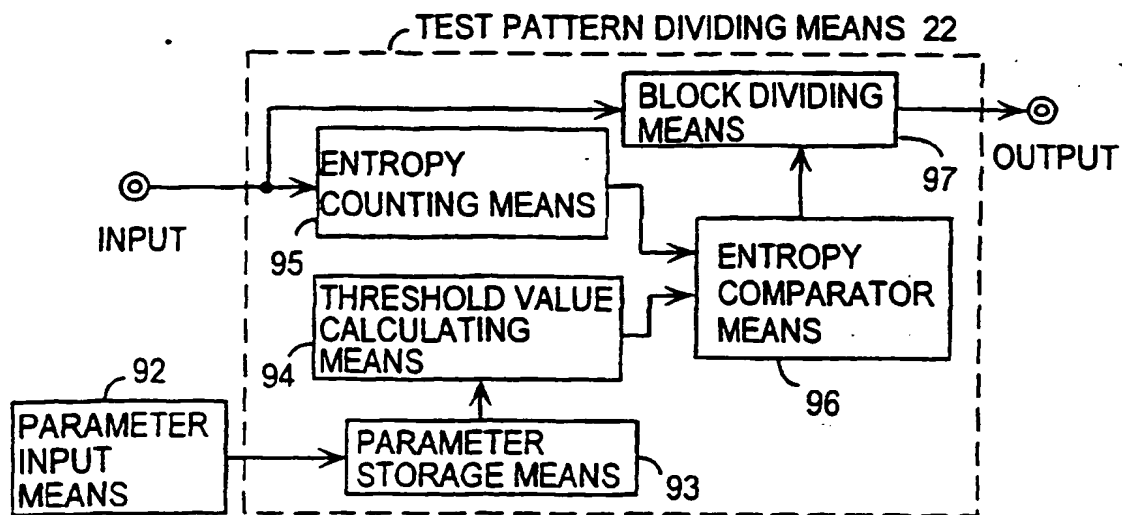 TEST PATTERN DIVIDING MEANS 22
BLOCK DIVIDING
MEANS
97
OUTPUT
INPUT
ENTROPY
COUNTING MEANS
95
ENTROPY
COMPARATOR
MEANS
96
THRESHOLD VALUE
CALCULATING
MEANS
94
92
PARAMETER
INPUT
MEANS
PARAMETER
STORAGE MEANS
93